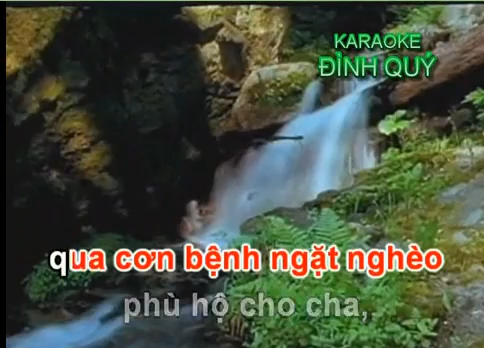 KARAOKE
ĐÌNH QUÝ
qua cơn bệnh ngặt nghèo
phù hộ cho cha,